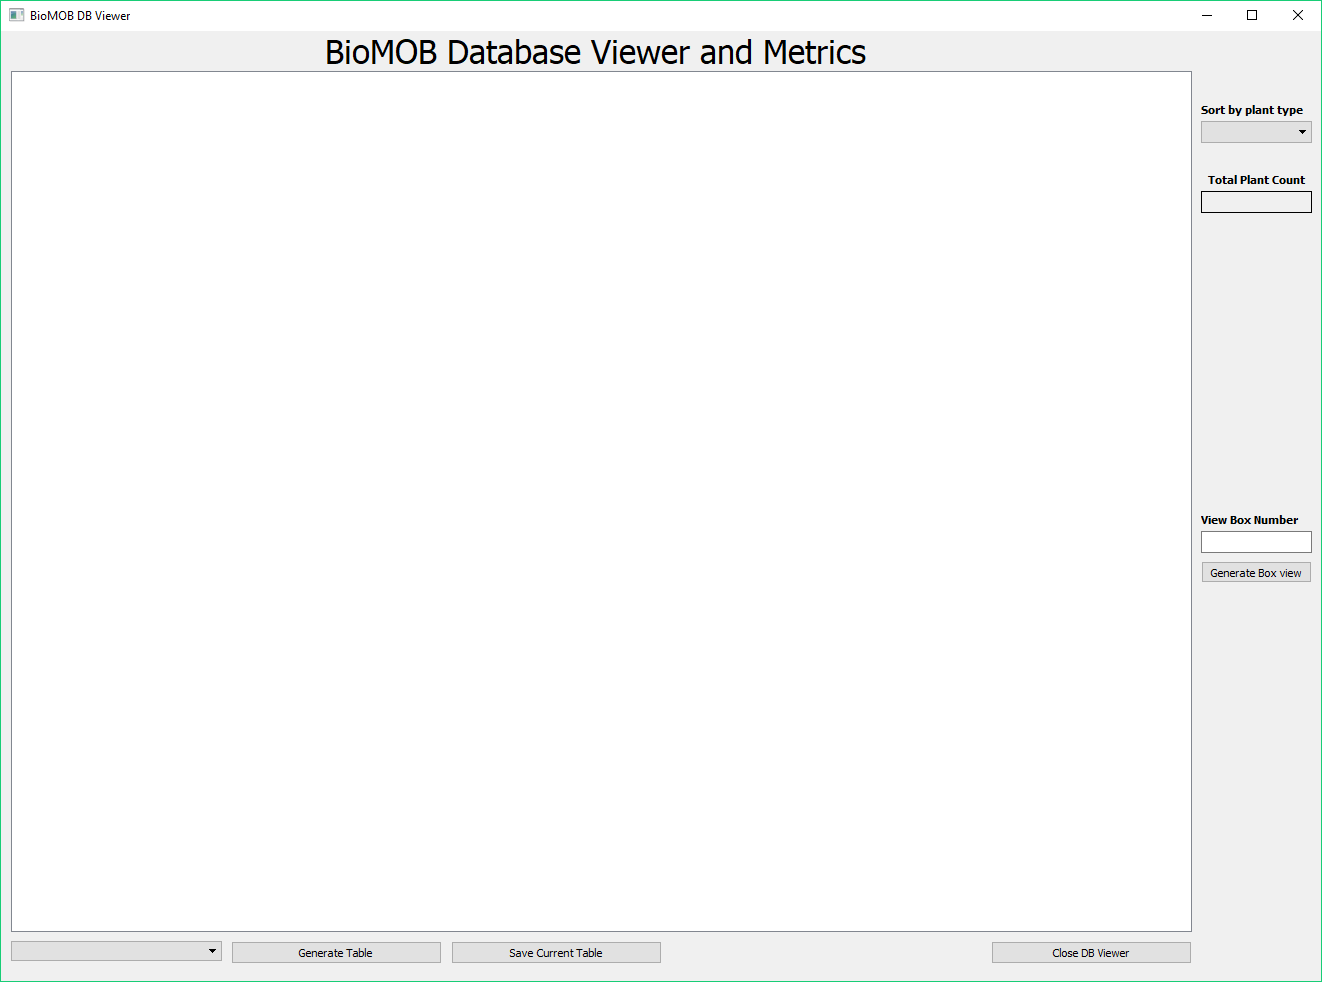 BioMOB DB Viewer
BioMOB Database Viewer and Metrics
Sort by plant type
Total Plant Count
View Box Number
Generate Box view
Generate Table
Save Current Table
Close DB Viewer